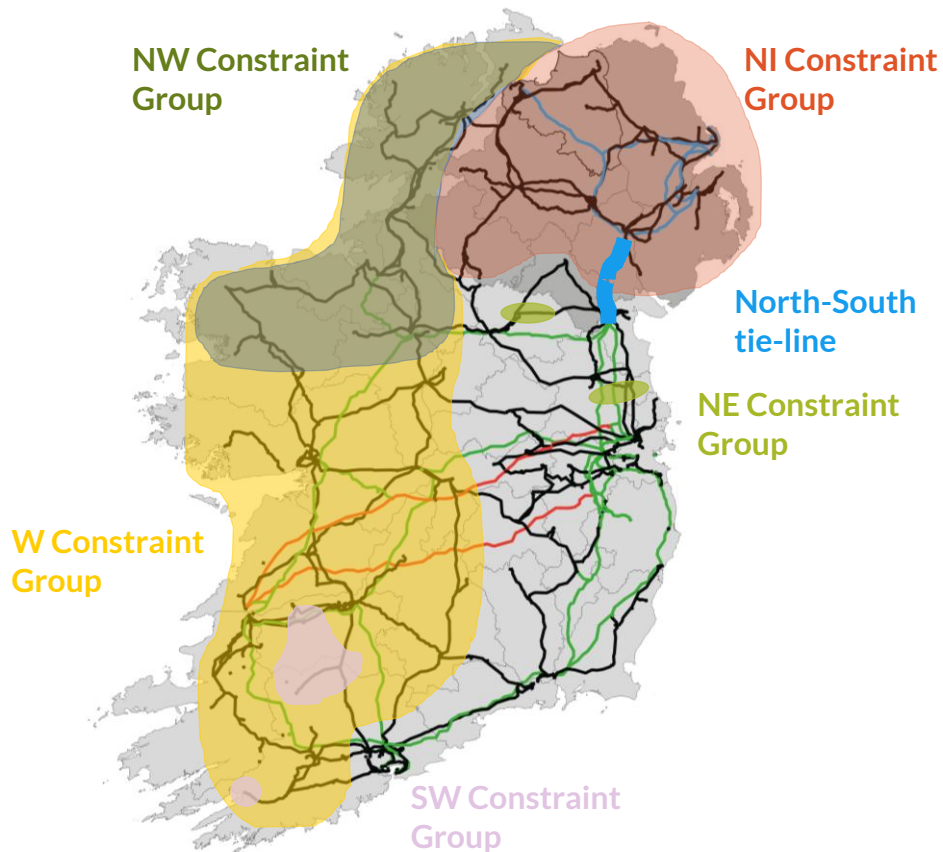 NW Constraint
Group
NI Constraint
Group
North-South
tie-line
NE Constraint
Group
W Constraint
Group
SW Constraint
Group